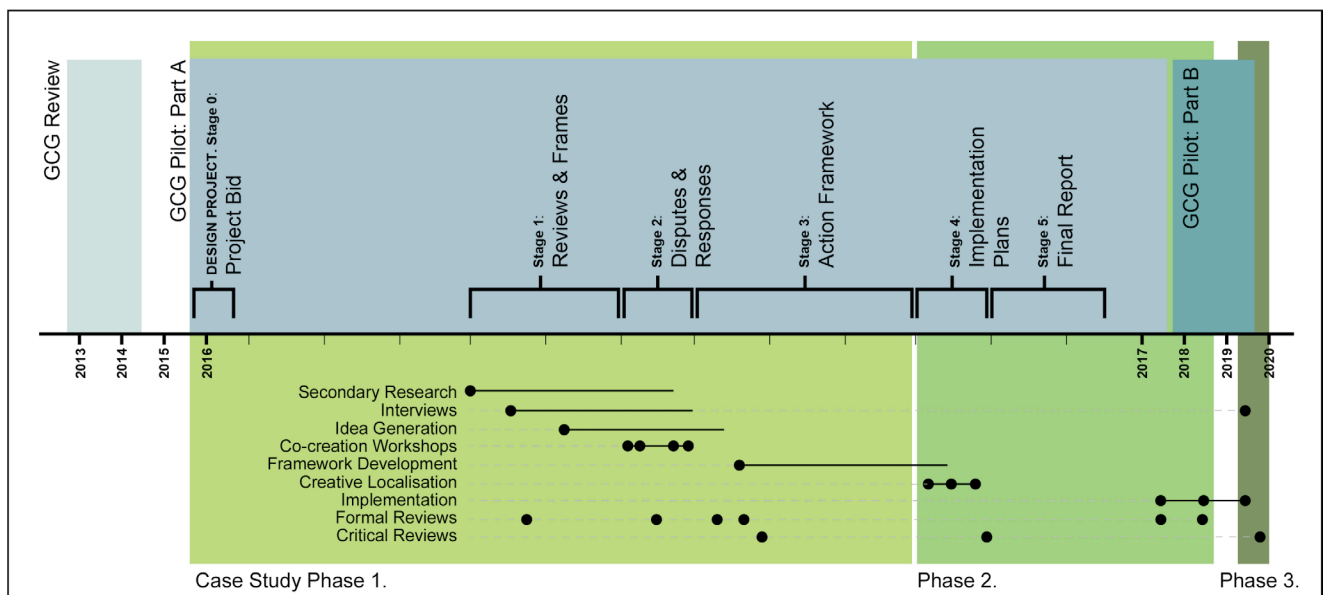 GCG Review
GCG Pilot: Part A
DESIGN PROJECT. Stage 0:
Project Bid
Stage 1:
Reviews & Frames
Stage 2:
Disputes &
Responses
Stage 3:
Action Framework
Stage 4:
Implementation
Plans
Stage 5:
Final Report
GCG Pilot: Part B
2013
2014
2015
2016
2017
2018
2019
2020
Secondary Research
Interviews
Idea Generation
Co-creation Workshops
Framework Development
Creative Localisation
Implementation
Formal Reviews
Critical Reviews
Case Study Phase 1.
Phase 2.
Phase 3.